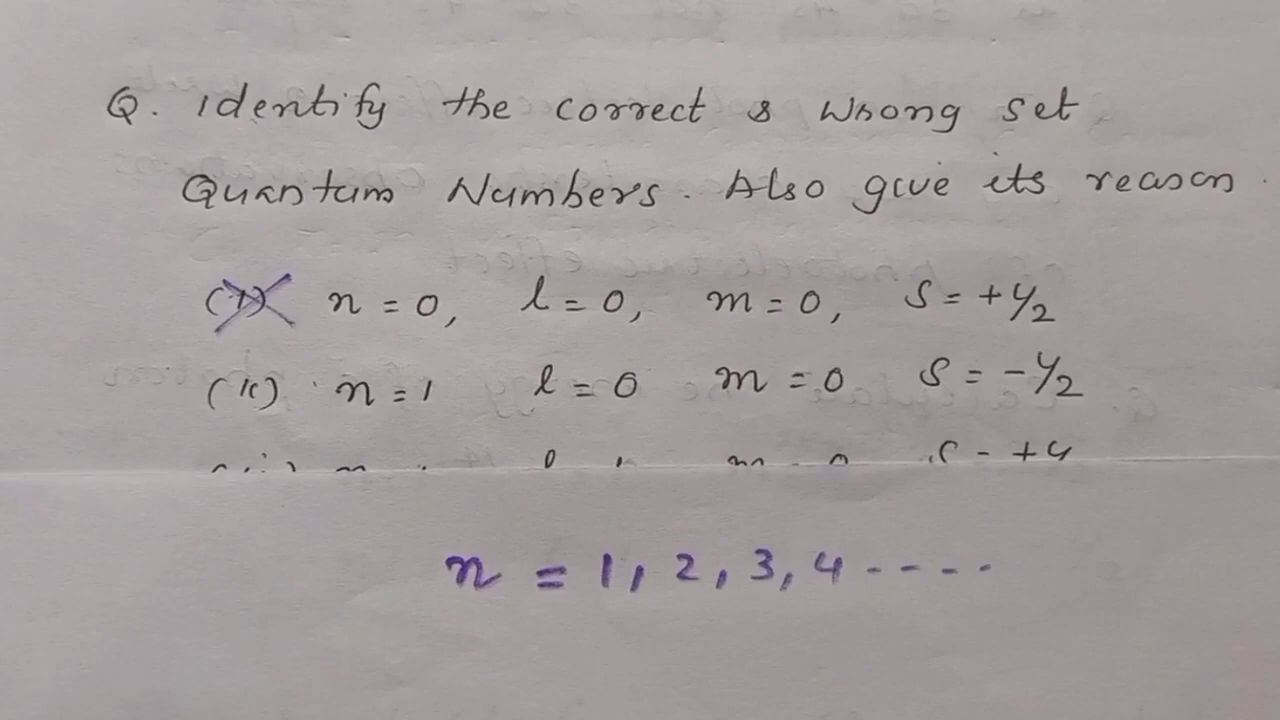 Q. Identify the correct & Wrong set
Quantum Numbers. Also give its reason.
(i) n = 0, l = 0, m = 0, S = +1/2
(ii) n = 1 l = 0 m = 0 S = -1/2
n = 1, 2, 3, 4 - - - -